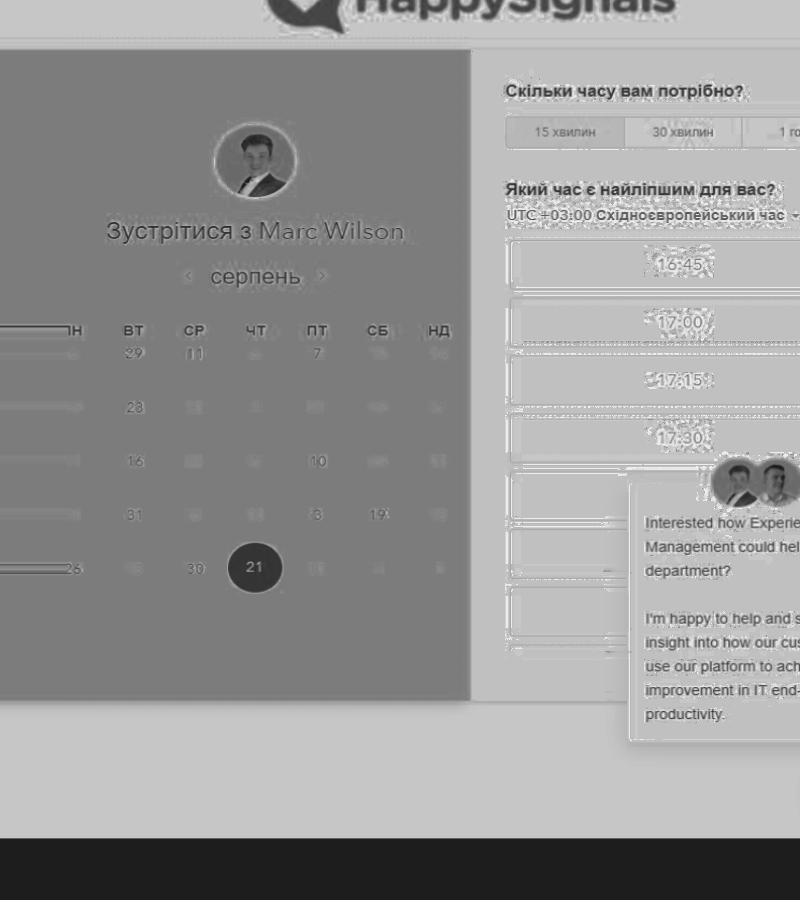 HappySignals
Зустрітися з Marc Wilson
серпень
ПН ВТ СР ЧТ ПТ СБ НД
29 11 7
28
16 10
31 3 19
26 30 21
Скільки часу вам потрібно?
15 хвилин 30 хвилин 1 го
Який час є найліпшим для вас?
UTC +03:00 Східноєвропейський час
16:45
17:00
17:15
17:30
Interested how Experie
Management could hel
department?
I'm happy to help and s
insight into how our cus
use our platform to ach
improvement in IT end-
productivity.